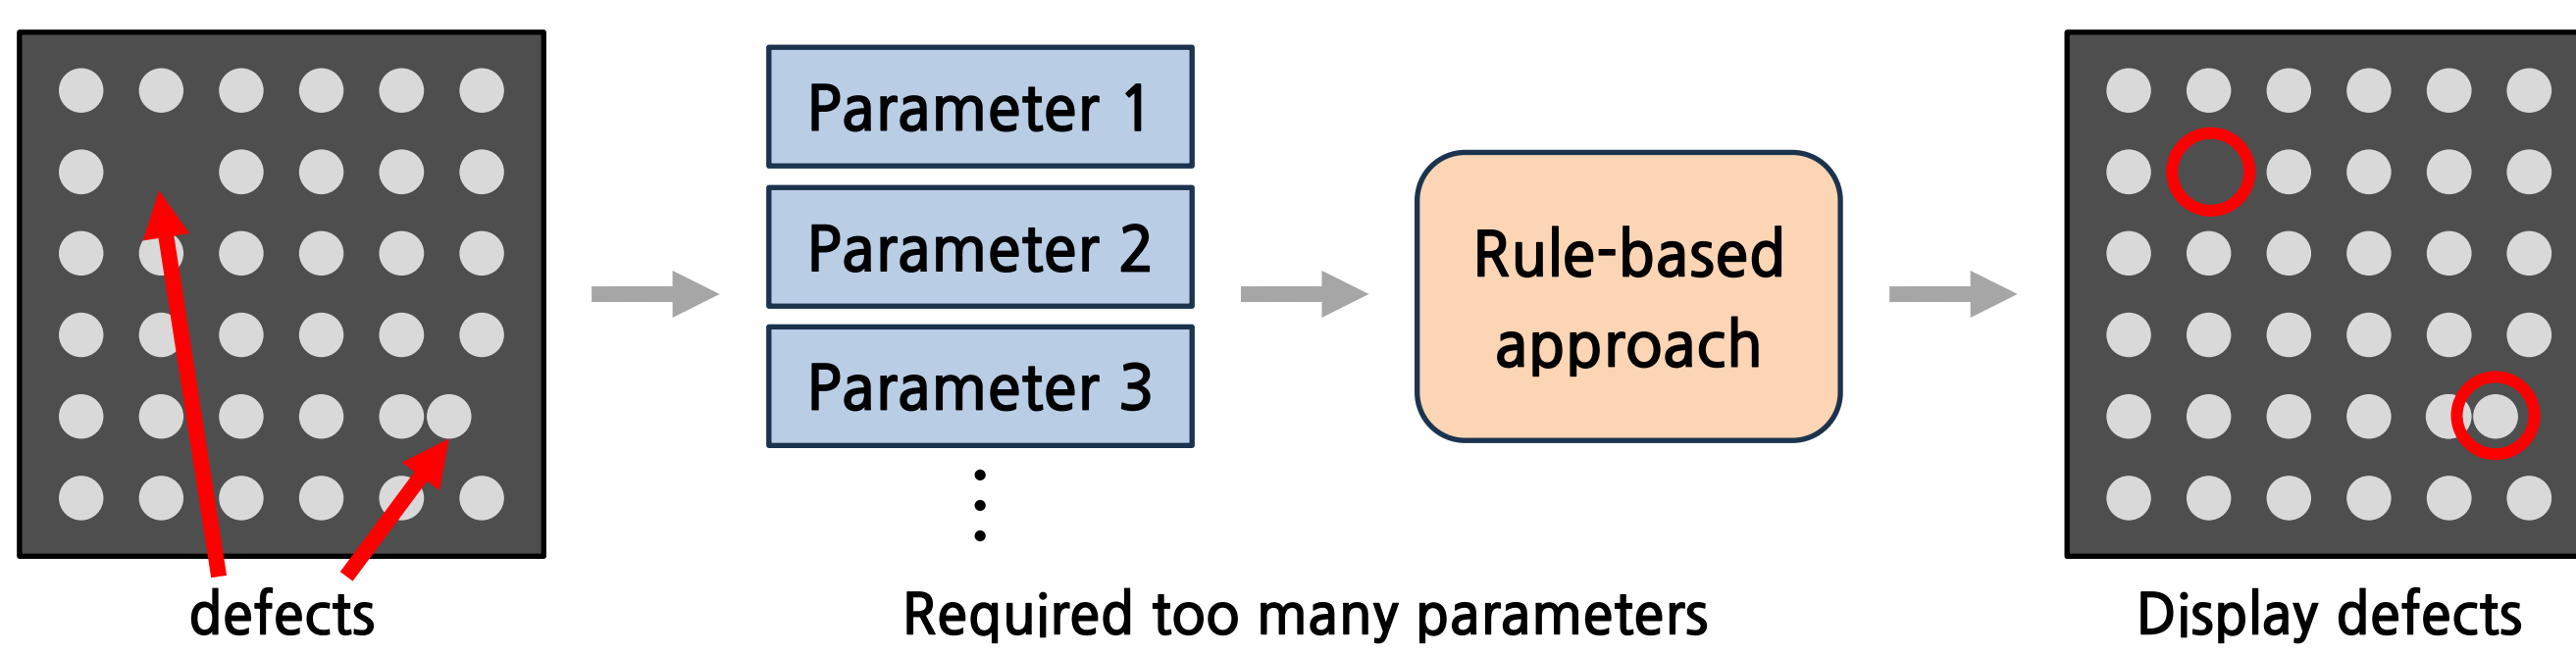 Parameter 1
Parameter 2
Parameter 3
Rule-based
approach
defects
Required too many parameters
Display defects